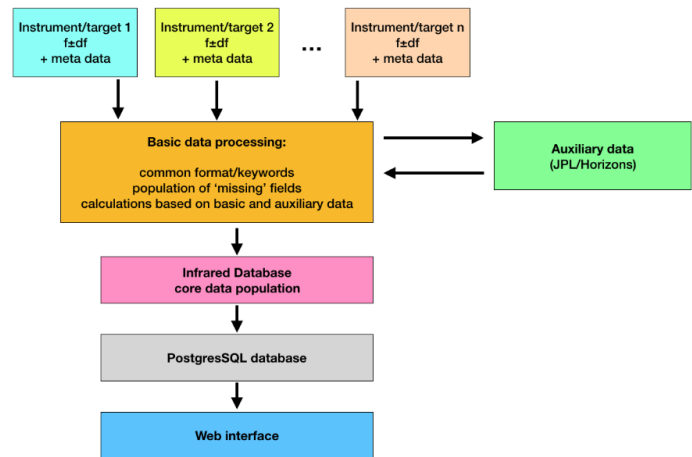 Instrument/target 1
f±df
+ meta data
Instrument/target 2
f±df
+ meta data
...
Instrument/target n
f±df
+ meta data
Basic data processing:
common format/keywords
population of ‘missing’ fields
calculations based on basic and auxiliary data
Auxiliary data
(JPL/Horizons)
Infrared Database
core data population
PostgresSQL database
Web interface